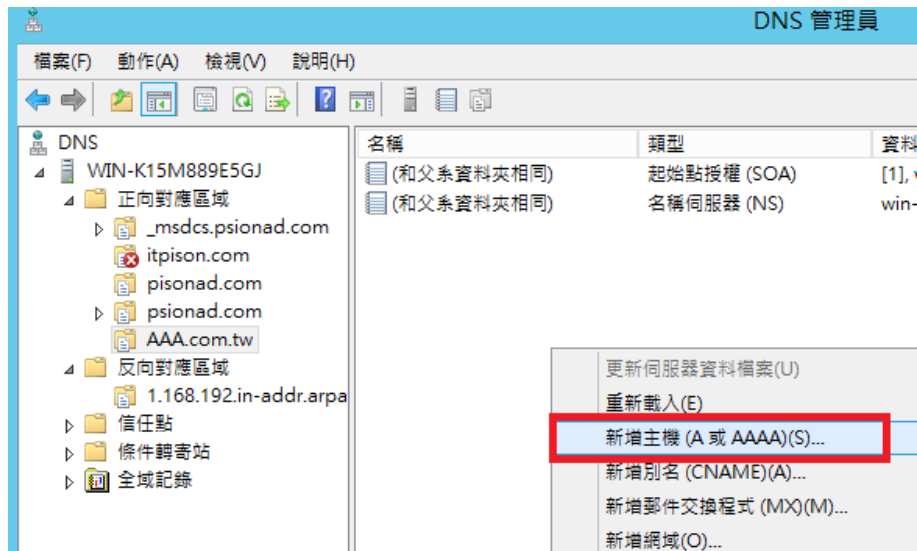 DNS 管理員
檔案(F) 動作(A) 檢視(V) 說明(H)
DNS
WIN-K15M889E5GJ
正向對應區域
_msdcs.psionad.com
itpison.com
pisonad.com
psionad.com
AAA.com.tw
反向對應區域
1.168.192.in-addr.arpa
信任點
條件轉寄站
全域記錄
名稱 類型 資料
(和父系資料夾相同) 起始點授權 (SOA) [1],
(和父系資料夾相同) 名稱伺服器 (NS) win-
更新伺服器資料檔案(U)
重新載入(E)
新增主機 (A 或 AAAA)(S)...
新增別名 (CNAME)(A)...
新增郵件交換程式 (MX)(M)...
新增網域(O)...